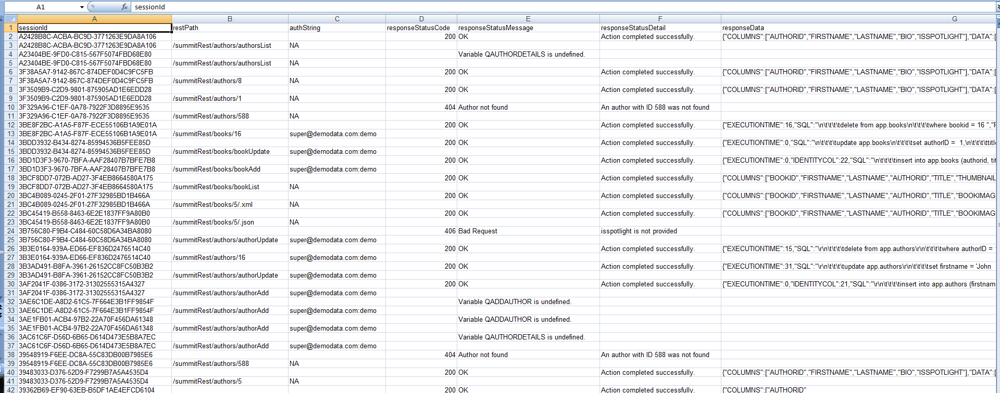 A1 fx sessionId
A B C D E F G
1 sessionId restPath authString responseStatusCode responseStatusMessage responseStatusDetail responseData
2 A2428B8C-ACBA-BC9D-3771263E9DA8A106 200 OK Action completed successfully. {"COLUMNS":["AUTHORID","FIRSTNAME","LASTNAME","BIO","ISSPOTLIGHT"],"DATA":[
3 A2428B8C-ACBA-BC9D-3771263E9DA8A106 /summitRest/authors/authorsList NA
4 A23404BE-9FD0-C815-567F5074FBD68E80 Variable QAUTHORDETAILS is undefined.
5 A23404BE-9FD0-C815-567F5074FBD68E80 /summitRest/authors/authorsList NA
6 3F38A5A7-9142-867C-874DEF0D4C9FC5FB 200 OK Action completed successfully. {"COLUMNS":["AUTHORID","FIRSTNAME","LASTNAME","BIO","ISSPOTLIGHT"],"DATA":[
7 3F38A5A7-9142-867C-874DEF0D4C9FC5FB /summitRest/authors/8 NA
8 3F3509B9-C2D9-9801-875905AD1E6EDD28 200 OK Action completed successfully. {"COLUMNS":["AUTHORID","FIRSTNAME","LASTNAME","BIO","ISSPOTLIGHT"],"DATA":[
9 3F3509B9-C2D9-9801-875905AD1E6EDD28 /summitRest/authors/1 NA
10 3F329A96-C1EF-0A78-7922F3D8895E9535 404 Author not found An author with ID 588 was not found
11 3F329A96-C1EF-0A78-7922F3D8895E9535 /summitRest/authors/588 NA
12 3BE8F2BC-A1A5-F87F-ECE55106B1A9E01A 200 OK Action completed successfully. {"EXECUTIONTIME":16,"SQL":"\n\t\t\t\tdelete from app.books\n\t\t\t\twhere bookid = 16 ","
13 3BE8F2BC-A1A5-F87F-ECE55106B1A9E01A /summitRest/books/16 super@demodata.com:demo
14 3BDD3932-B434-8274-85994536B5FEE85D 200 OK Action completed successfully. {"EXECUTIONTIME":0,"SQL":"\n\t\t\t\tupdate app.books\n\t\t\t\tset authorID =  1,\n\t\t\t\ttitl
15 3BDD3932-B434-8274-85994536B5FEE85D /summitRest/books/bookUpdate super@demodata.com:demo
16 3BD1D3F3-9670-7BFA-AAF28407B7BFE7B8 200 OK Action completed successfully. {"EXECUTIONTIME":0,"IDENTITYCOL":22,"SQL":"\n\t\t\t\tinsert into app.books (authorid, tit
17 3BD1D3F3-9670-7BFA-AAF28407B7BFE7B8 /summitRest/books/bookAdd super@demodata.com:demo
18 3BCF8DD7-072B-AD27-3F4EB8664580A175 200 OK Action completed successfully. {"COLUMNS":["BOOKID","FIRSTNAME","LASTNAME","AUTHORID","TITLE","THUMBNAIL
19 3BCF8DD7-072B-AD27-3F4EB8664580A175 /summitRest/books/bookList NA
20 3BC4B089-0245-2F01-27F32985BD1B466A 200 OK Action completed successfully. {"COLUMNS":["BOOKID","FIRSTNAME","LASTNAME","AUTHORID","TITLE","BOOKIMAG
21 3BC4B089-0245-2F01-27F32985BD1B466A /summitRest/books/5/.xml NA
22 3BC45419-B558-8463-6E2E1837FF9A80B0 200 OK Action completed successfully. {"COLUMNS":["BOOKID","FIRSTNAME","LASTNAME","AUTHORID","TITLE","BOOKIMAG
23 3BC45419-B558-8463-6E2E1837FF9A80B0 /summitRest/books/5/.json NA
24 3B756C80-F9B4-C484-60C58D6A34BA8080 406 Bad Request isspotlight is not provided
25 3B756C80-F9B4-C484-60C58D6A34BA8080 /summitRest/authors/authorUpdate super@demodata.com:demo
26 3B3E0164-939A-ED66-EF836D2476514C40 200 OK Action completed successfully. {"EXECUTIONTIME":15,"SQL":"\r\n\t\t\t\tdelete from app.authors\r\n\t\t\t\twhere authorID =
27 3B3E0164-939A-ED66-EF836D2476514C40 /summitRest/authors/16 super@demodata.com:demo
28 3B3AD491-B8FA-3961-26152CC8FC50B3B2 200 OK Action completed successfully. {"EXECUTIONTIME":31,"SQL":"\r\n\t\t\t\tupdate app.authors\r\n\t\t\t\tset firstname = 'John
29 3B3AD491-B8FA-3961-26152CC8FC50B3B2 /summitRest/authors/authorUpdate super@demodata.com:demo
30 3AF2041F-0386-3172-31302555315A4327 200 OK Action completed successfully. {"EXECUTIONTIME":0,"IDENTITYCOL":21,"SQL":"\r\n\t\t\t\tinsert into app.authors (firstnam
31 3AF2041F-0386-3172-31302555315A4327 /summitRest/authors/authorAdd super@demodata.com:demo
32 3AE6C1DE-A8D2-61C5-7F664E3B1FF9854F Variable QADDAUTHOR is undefined.
33 3AE6C1DE-A8D2-61C5-7F664E3B1FF9854F /summitRest/authors/authorAdd super@demodata.com:demo
34 3AE1FB01-ACB4-97B2-22A70F456DA61348 Variable QADDAUTHOR is undefined.
35 3AE1FB01-ACB4-97B2-22A70F456DA61348 /summitRest/authors/authorAdd super@demodata.com:demo
36 3AC61C6F-D56D-6B65-D614D473E5B8A7EC Variable QAUTHORDETAILS is undefined.
37 3AC61C6F-D56D-6B65-D614D473E5B8A7EC /summitRest/authors/authorAdd super@demodata.com:demo
38 39548919-F6EE-DC8A-55C83DB00B7985E6 404 Author not found An author with ID 588 was not found
39 39548919-F6EE-DC8A-55C83DB00B7985E6 /summitRest/authors/588 NA
40 39483033-D376-52D9-F7299B7A5A4535D4 200 OK Action completed successfully. {"COLUMNS":["AUTHORID","FIRSTNAME","LASTNAME","BIO","ISSPOTLIGHT"],"DATA":[
41 39483033-D376-52D9-F7299B7A5A4535D4 /summitRest/authors/5 NA
42 39362B69-EF90-63EB-B5DF1AE4EFCD6104 200 OK Action completed successfully. {"COLUMNS":["AUTHORID"